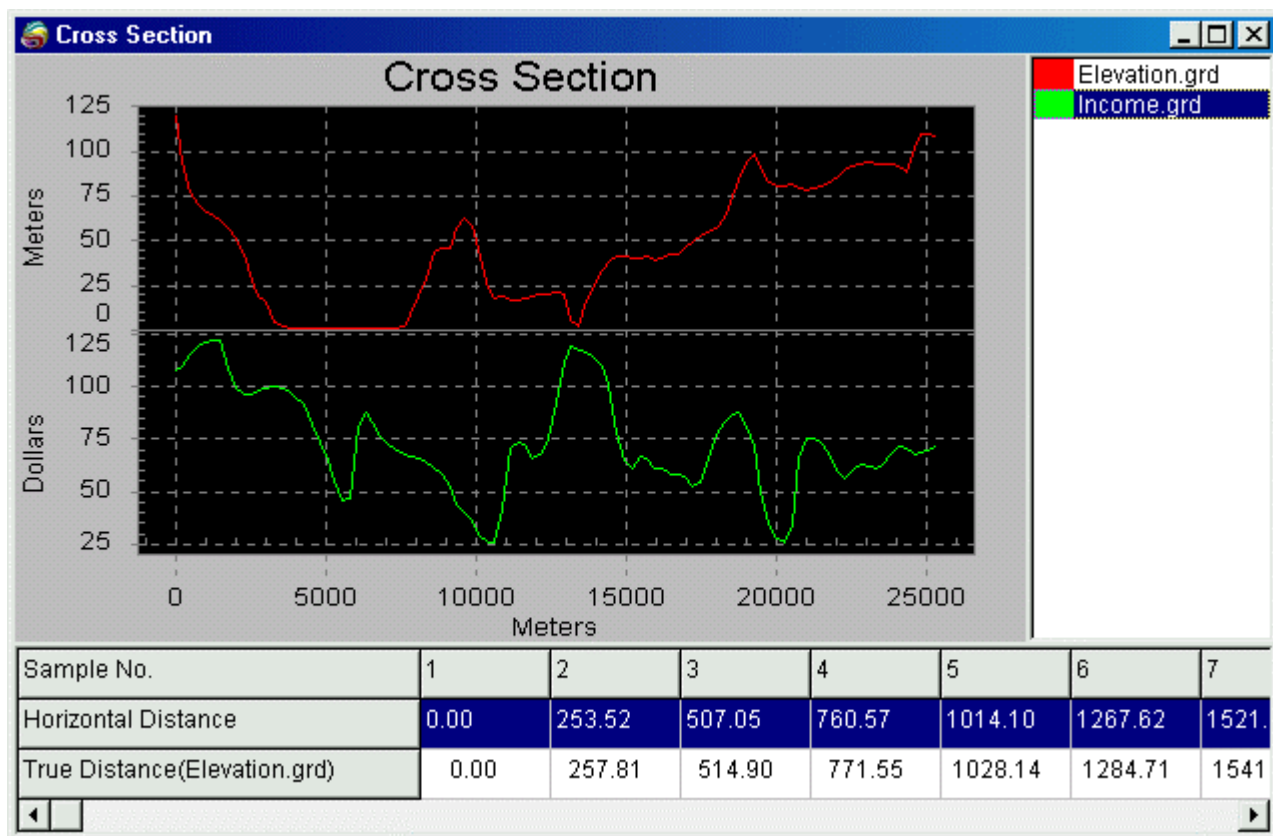 Cross Section
Cross Section
Elevation.grd
Income.grd
125
100
75
50
25
0
Meters
125
100
75
50
25
Dollars
0 5000 10000 15000 20000 25000
Meters
Sample No. 1 2 3 4 5 6 7
Horizontal Distance 0.00 253.52 507.05 760.57 1014.10 1267.62 1521.
True Distance(Elevation.grd) 0.00 257.81 514.90 771.55 1028.14 1284.71 1541